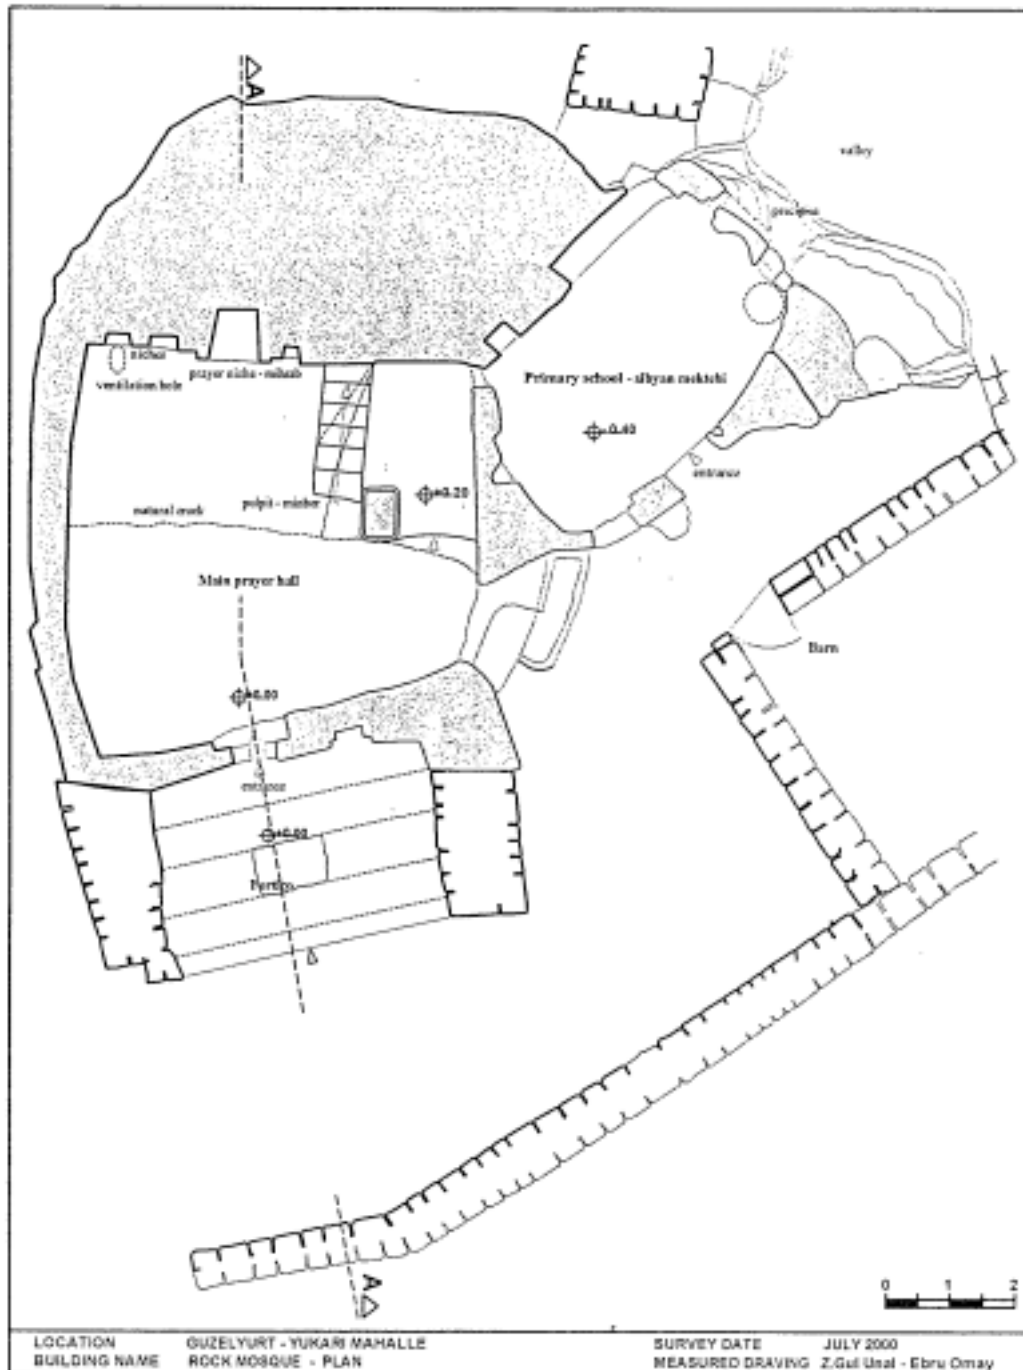 A
valley
precipice
niches
ventilation hole
prayer niche - mihrab
Primary school - sibyan mektebi
-0.40
entrance
+0.20
natural crack
pulpit - minber
Main prayer hall
Barn
±0.00
entrance
±0.00
Portico
A
0 1 2
LOCATION GUZELYURT - YUKARI MAHALLE
BUILDING NAME ROCK MOSQUE - PLAN
SURVEY DATE JULY 2000
MEASURED DRAWING Z.Gul Unal - Ebru Omay